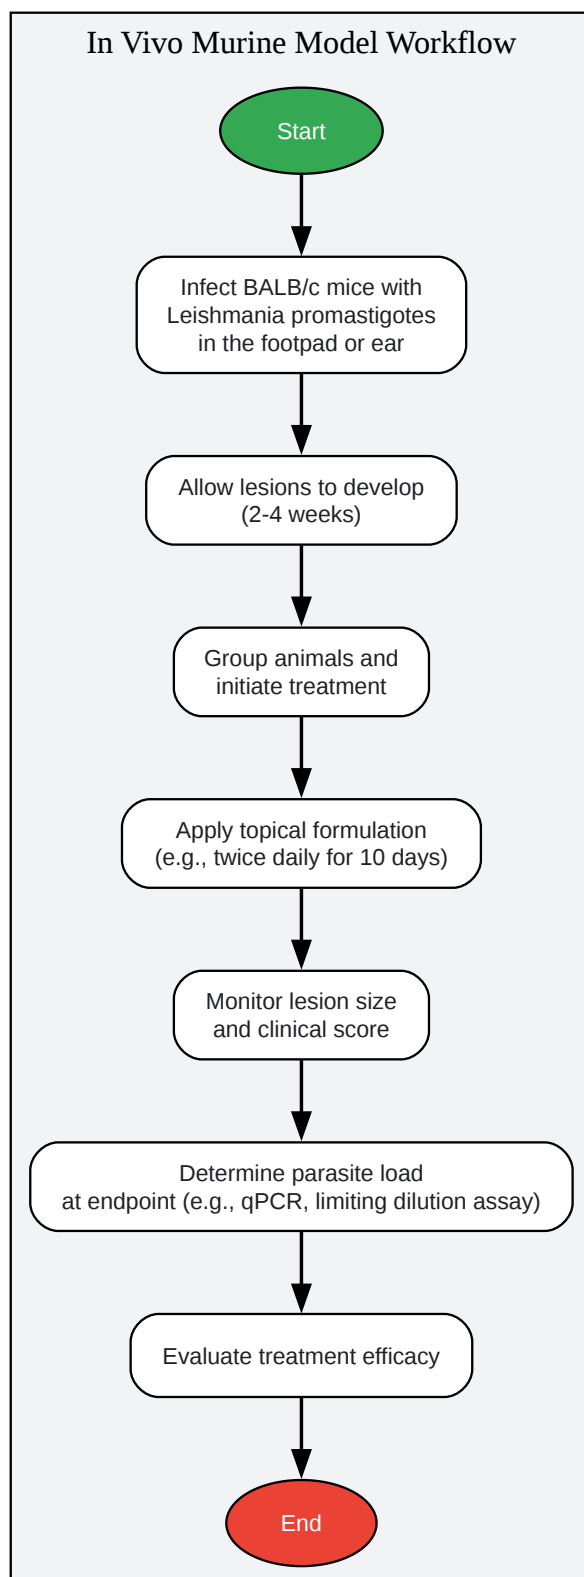 In Vivo Murine Model Workflow
Start
Infect BALB/c mice with
Leishmania promastigotes
in the footpad or ear
Allow lesions to develop
(2-4 weeks)
Group animals and
initiate treatment
Apply topical formulation
(e.g., twice daily for 10 days)
Monitor lesion size
and clinical score
Determine parasite load
at endpoint (e.g., qPCR, limiting dilution assay)
Evaluate treatment efficacy
End